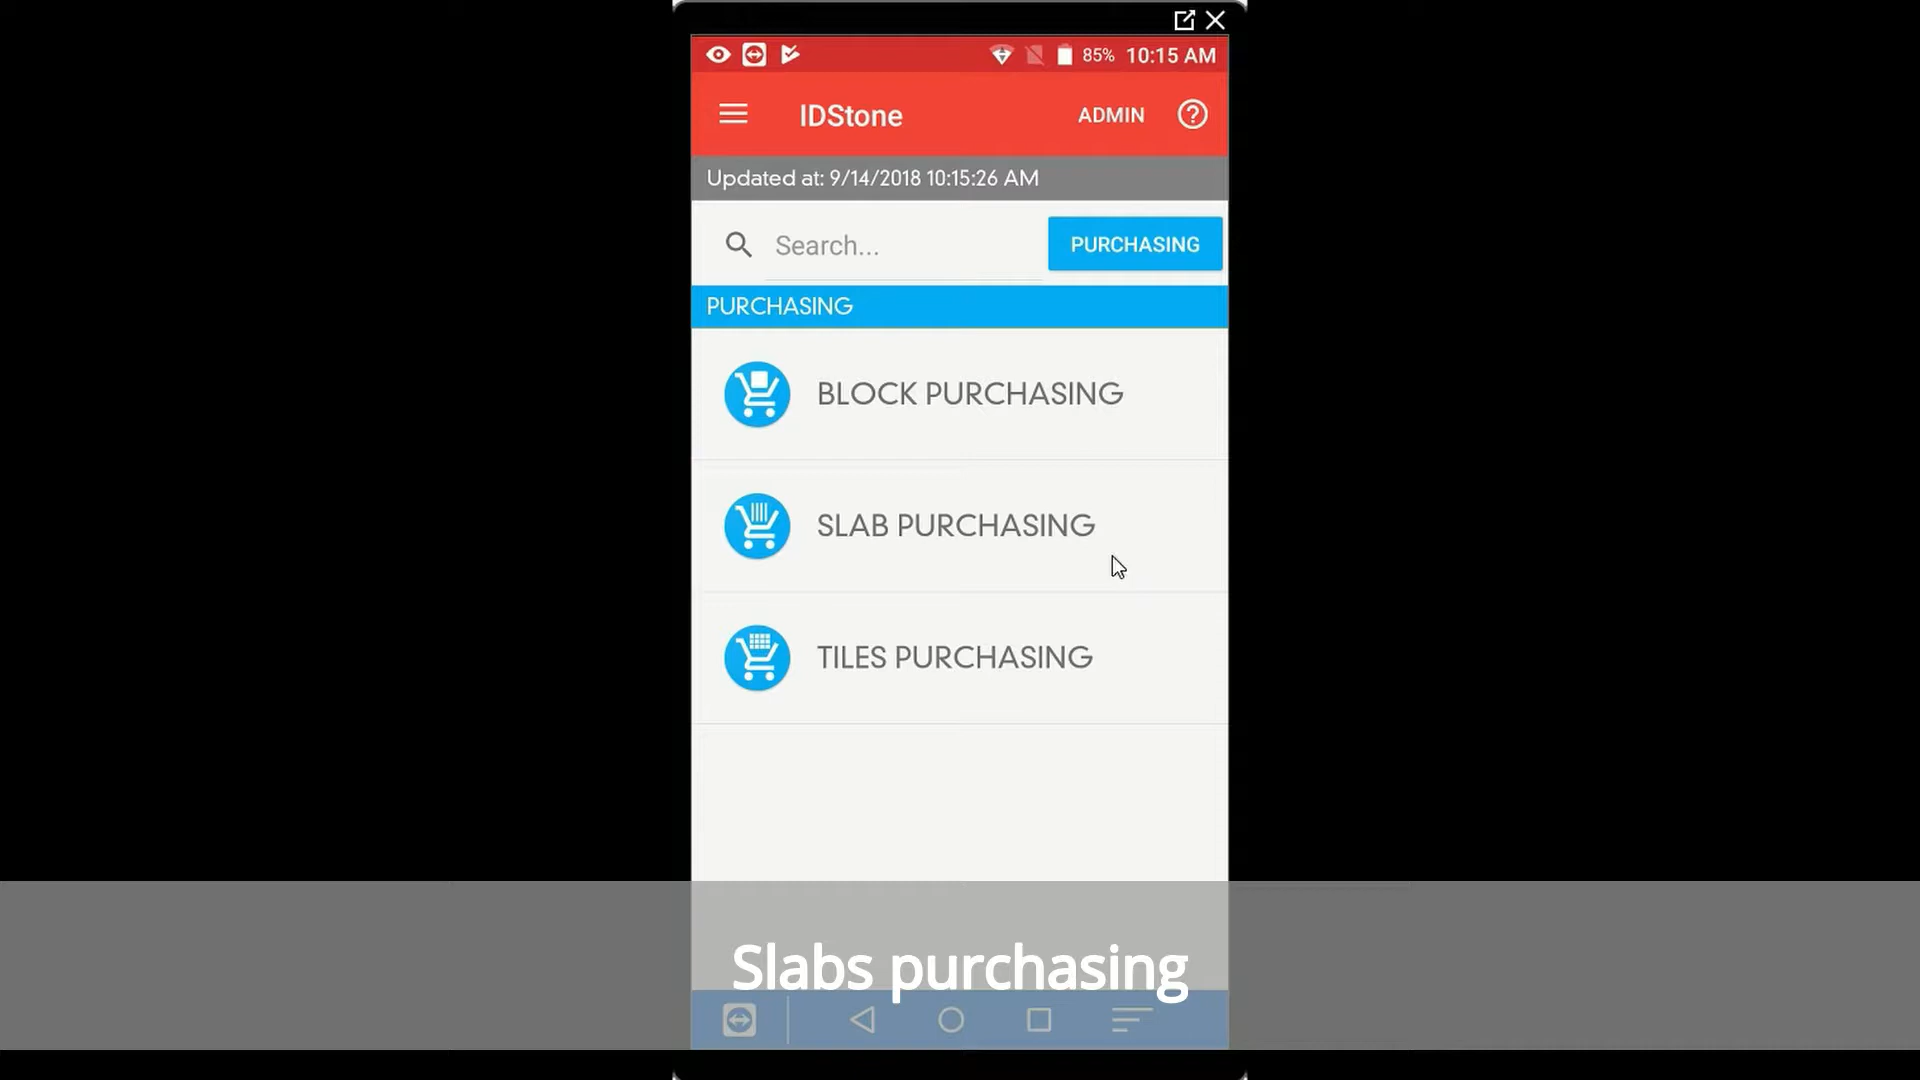 85% 10:15 AM
IDStone ADMIN
Updated at: 9/14/2018 10:15:26 AM
Search... PURCHASING
PURCHASING
BLOCK PURCHASING
SLAB PURCHASING
TILES PURCHASING
Slabs purchasing